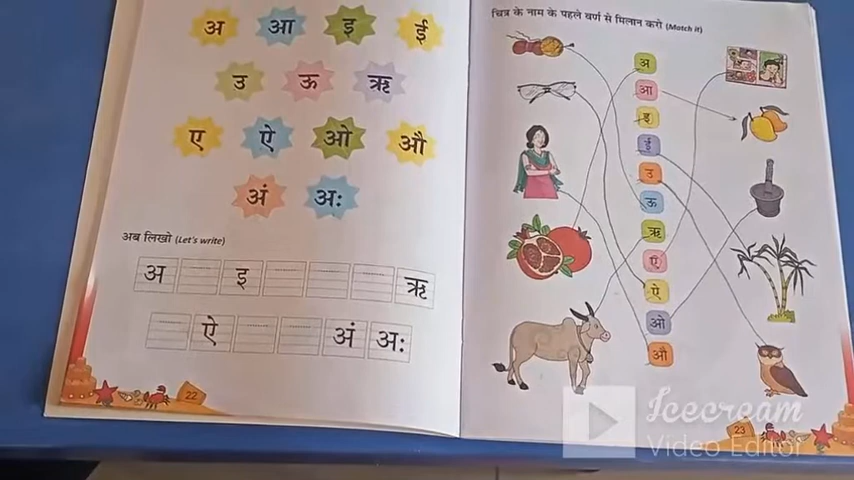 अ आ इ ई
उ ऊ ऋ
ए ऐ ओ औ
अं अः
अब लिखो (Let's write)
अ इ ऋ
ऐ अं अः
22
चित्र के नाम के पहले वर्ण से मिलान करो (Match it)
अ
आ
इ
ई
उ
ऊ
ऋ
ए
ऐ
ओ
औ
23
Icecream
Video Editor